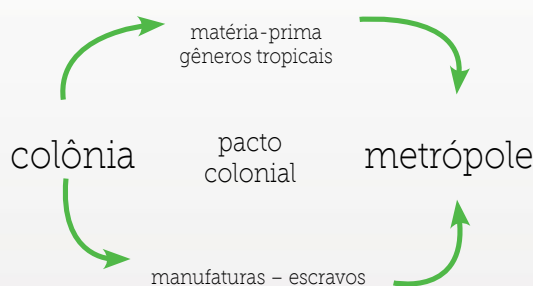 matéria-prima
gêneros tropicais
colônia
pacto
colonial
metrópole
manufaturas – escravos